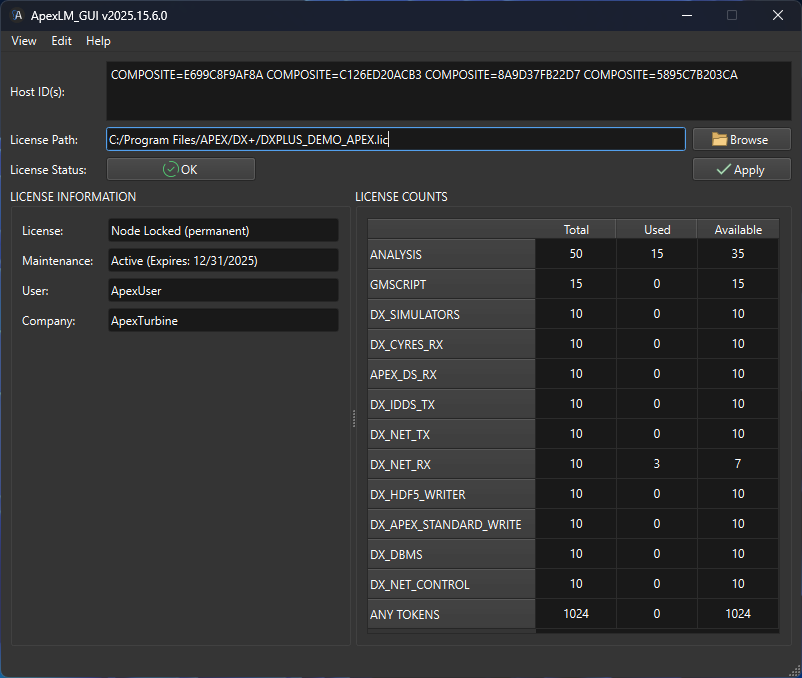 ApexLM_GUI v2025.15.6.0
View Edit Help
Host ID(s):
COMPOSITE=E699C8F9AF8A COMPOSITE=C126ED20ACB3 COMPOSITE=8A9D37FB22D7 COMPOSITE=5895C7B203CA
License Path: C:/Program Files/APEX/DX+/DXPLUS_DEMO_APEX.lic Browse
License Status: OK Apply
LICENSE INFORMATION
License: Node Locked (permanent)
Maintenance: Active (Expires: 12/31/2025)
User: ApexUser
Company: ApexTurbine
LICENSE COUNTS
Total Used Available
ANALYSIS 50 15 35
GMSCRIPT 15 0 15
DX_SIMULATORS 10 0 10
DX_CYRES_RX 10 0 10
APEX_DS_RX 10 0 10
DX_IDDS_TX 10 0 10
DX_NET_TX 10 0 10
DX_NET_RX 10 3 7
DX_HDF5_WRITER 10 0 10
DX_APEX_STANDARD_WRITE 10 0 10
DX_DBMS 10 0 10
DX_NET_CONTROL 10 0 10
ANY TOKENS 1024 0 1024